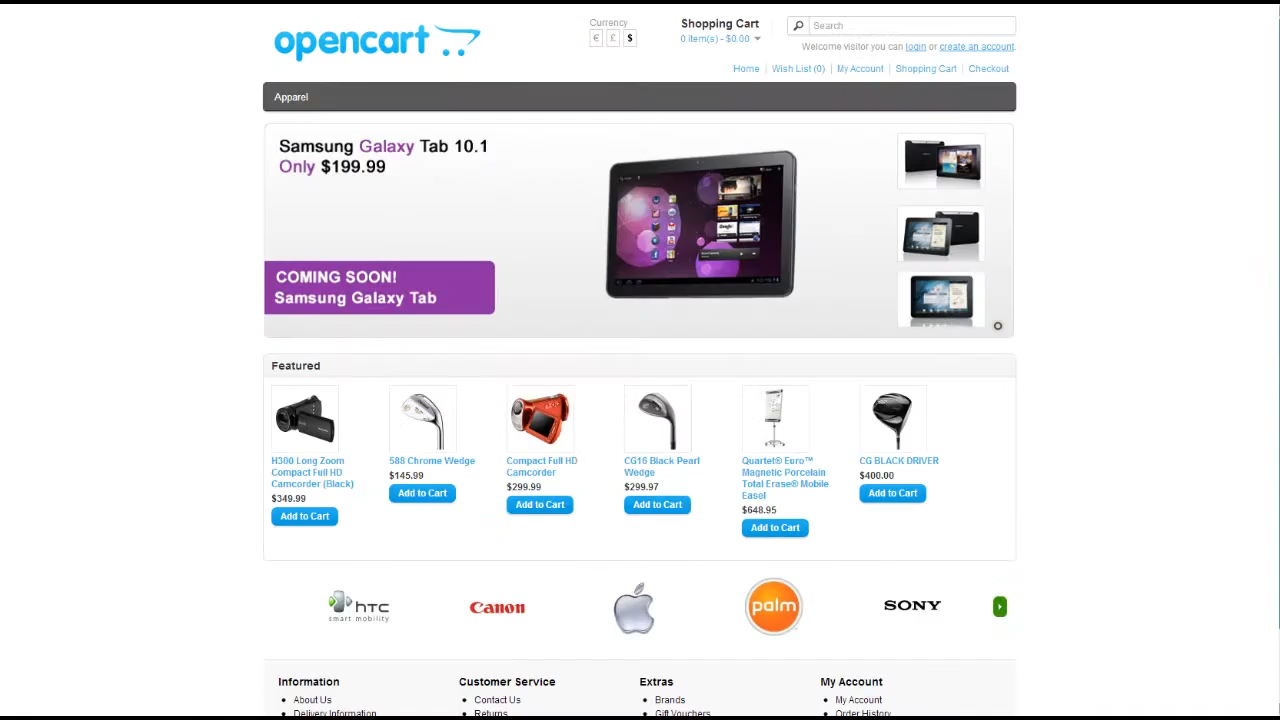 opencart
Currency
€ £ $
Shopping Cart
0 item(s) - $0.00
Search
Welcome visitor you can login or create an account.
Home
Wish List (0)
My Account
Shopping Cart
Checkout
Apparel
Samsung Galaxy Tab 10.1
Only $199.99
COMING SOON!
Samsung Galaxy Tab
Featured
H300 Long Zoom
Compact Full HD
Camcorder (Black)
$349.99
Add to Cart
588 Chrome Wedge
$145.99
Add to Cart
Compact Full HD
Camcorder
$299.99
Add to Cart
CG16 Black Pearl
Wedge
$299.97
Add to Cart
Quartet® Euro™
Magnetic Porcelain
Total Erase® Mobile
Easel
$648.95
Add to Cart
CG BLACK DRIVER
$400.00
Add to Cart
hTC
smart mobility
Canon
palm
SONY
Information
About Us
Delivery Information
Customer Service
Contact Us
Returns
Extras
Brands
Gift Vouchers
My Account
My Account
Order History